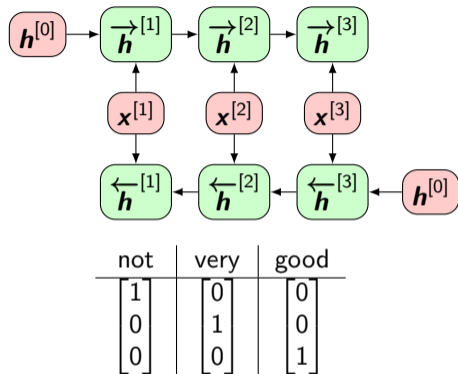 h^[0] →h^[1] →h^[2] →h^[3]
x^[1] x^[2] x^[3]
←h^[1] ←h^[2] ←h^[3] h^[0]
not very good
[1] [0] [0]
[0] [1] [0]
[0] [0] [1]